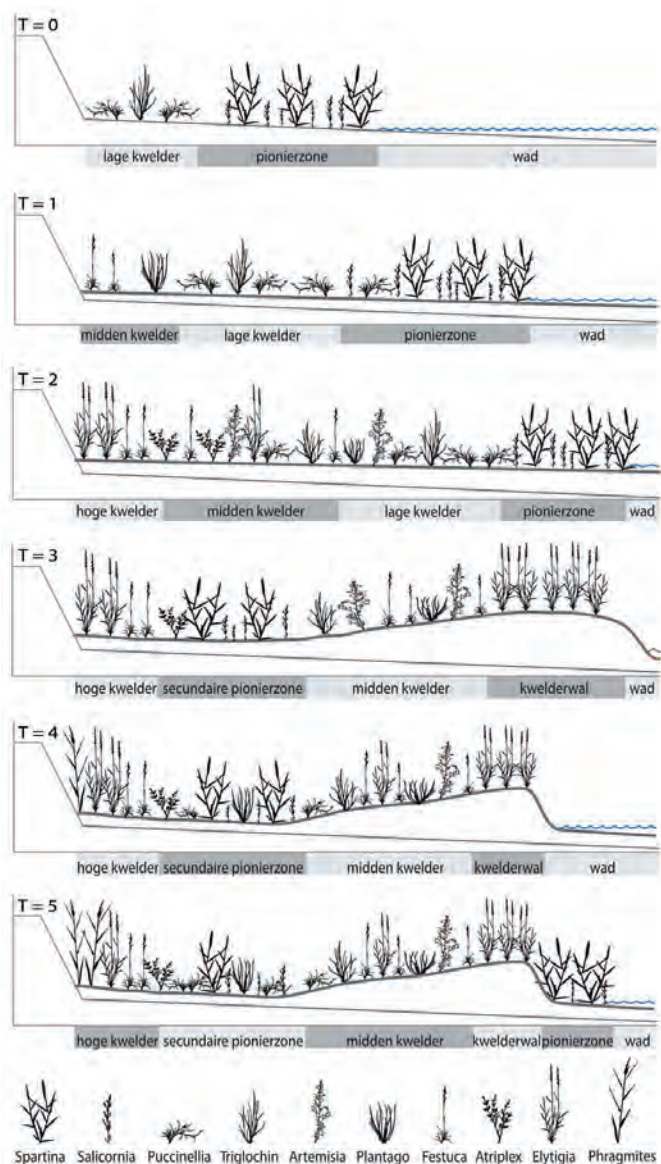 T = 0
lage kwelder pionierzone wad
T = 1
midden kwelder lage kwelder pionierzone wad
T = 2
hoge kwelder midden kwelder lage kwelder pionierzone wad
T = 3
hoge kwelder secundaire pionierzone midden kwelder kwelderwal wad
T = 4
hoge kwelder secundaire pionierzone midden kwelder kwelderwal wad
T = 5
hoge kwelder secundaire pionierzone midden kwelder kwelderwal pionierzone wad
Spartina Salicornia Puccinellia Triglochin Artemisia Plantago Festuca Atriplex Elytigia Phragmites